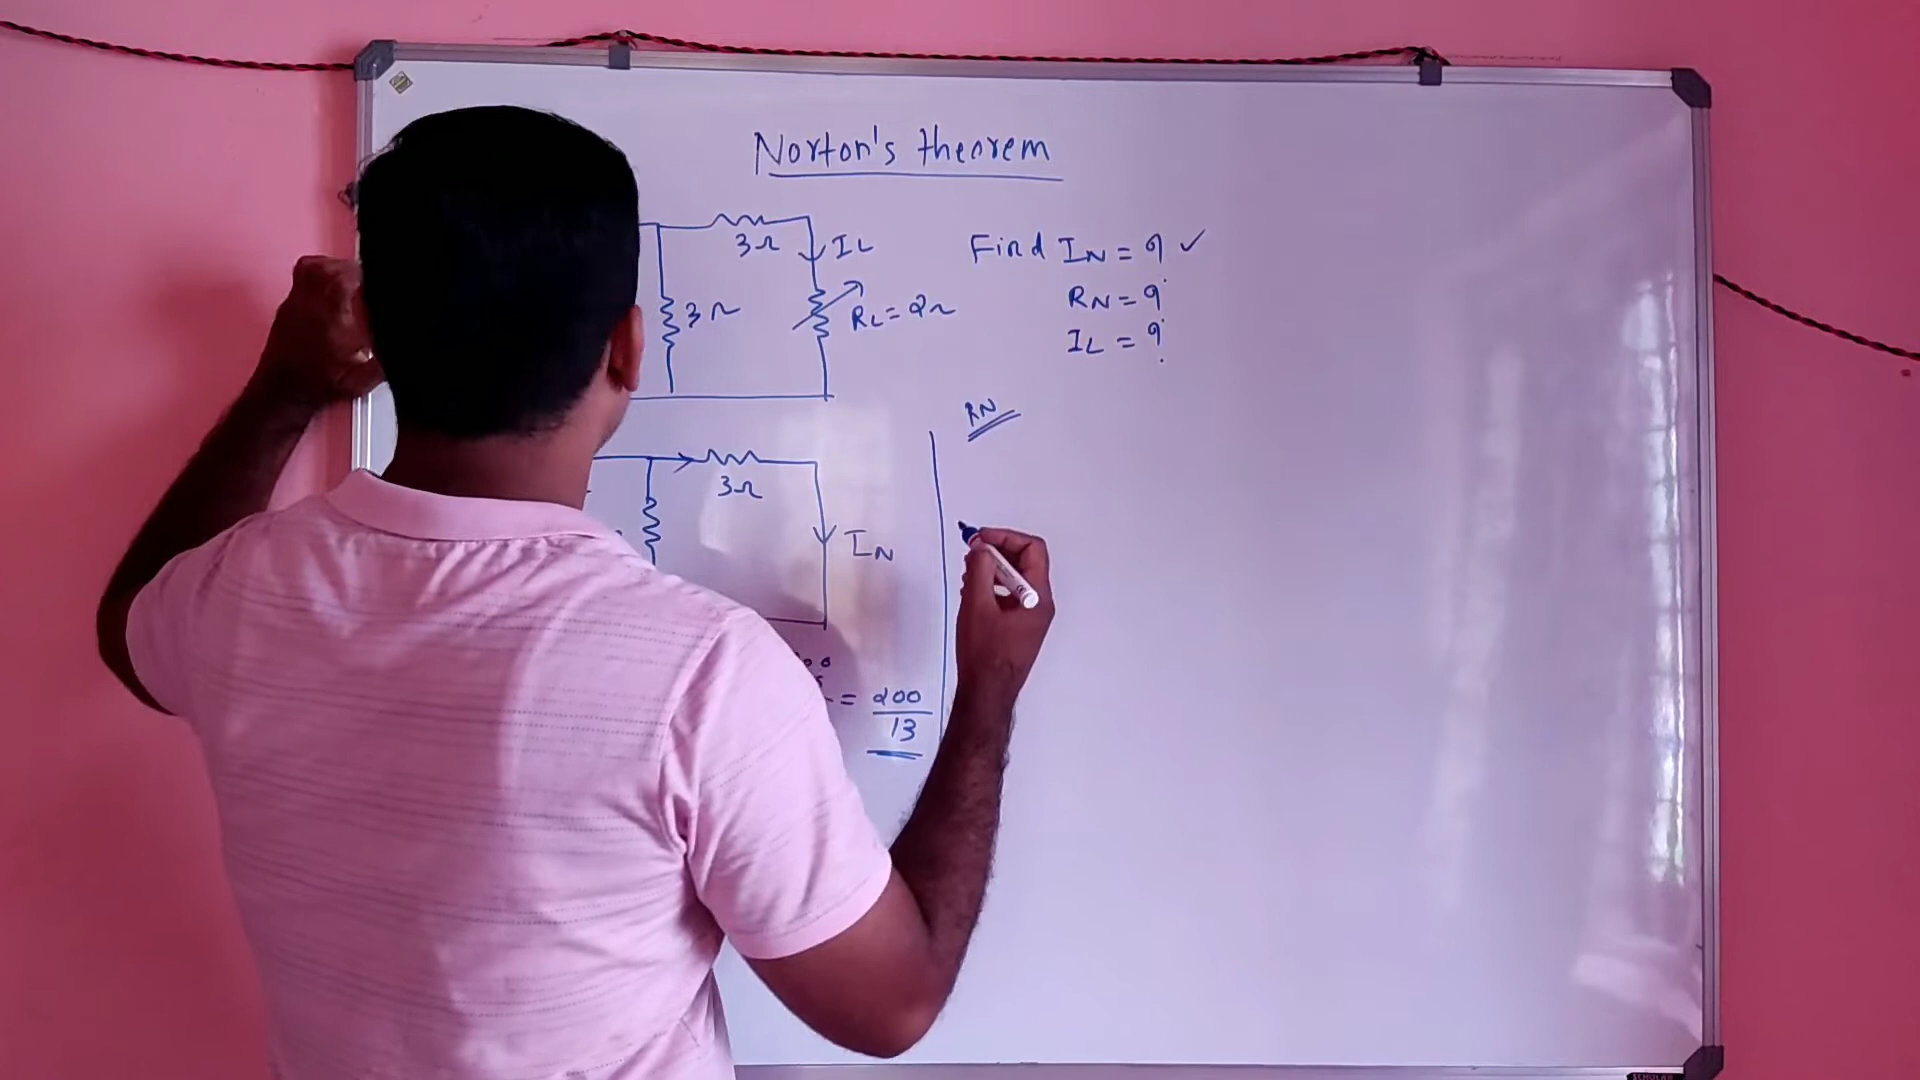 Norton's theorem
3Ω
IL
3Ω
RL = 2Ω
Find IN = ? ✓
RN = ?
IL = ?
RN
3Ω
IN
= 200
13